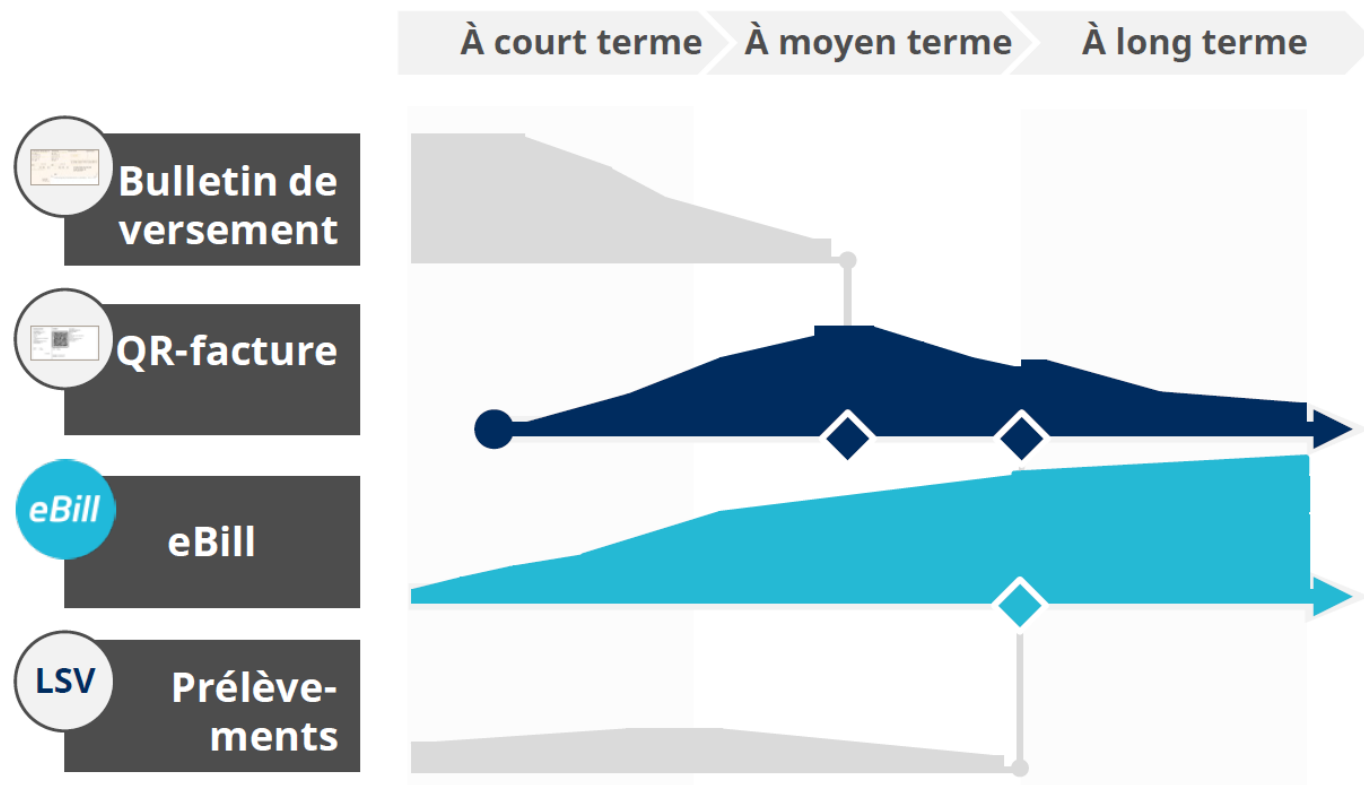 À court terme
À moyen terme
À long terme
Bulletin de
versement
QR-facture
eBill
eBill
LSV
Prélève-
ments